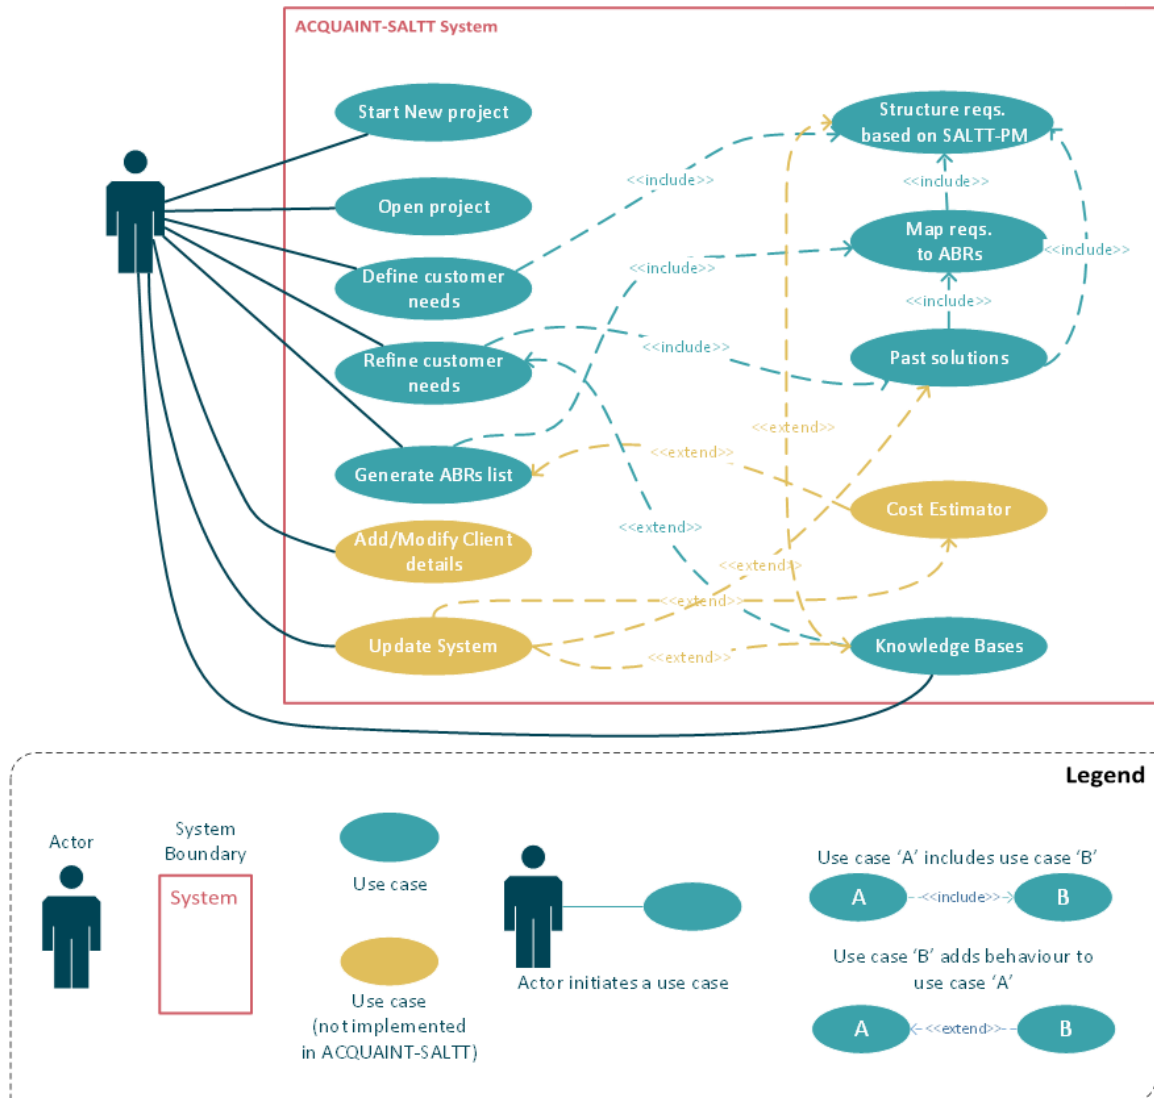 ACQUAINT-SALTT System
Start New project
Structure reqs.
based on SALTT-PM
<<include>>
<<include>>
Open project
Map reqs.
to ABRs
<<include>>
<<include>>
Define customer
needs
<<include>>
Refine customer
needs
<<include>>
Past solutions
<<extend>>
<<extend>>
Generate ABRs list
Cost Estimator
<<extend>>
Add/Modify Client
details
<<extend>>
<<extend>>
Update System
<<extend>>
Knowledge Bases
Legend
Actor
System
Boundary
System
Use case
Use case
(not implemented
in ACQUAINT-SALTT)
Actor initiates a use case
Use case ‘A’ includes use case ‘B’
A
<<include>>
B
Use case ‘B’ adds behaviour to
use case ‘A’
A
<<extend>>
B